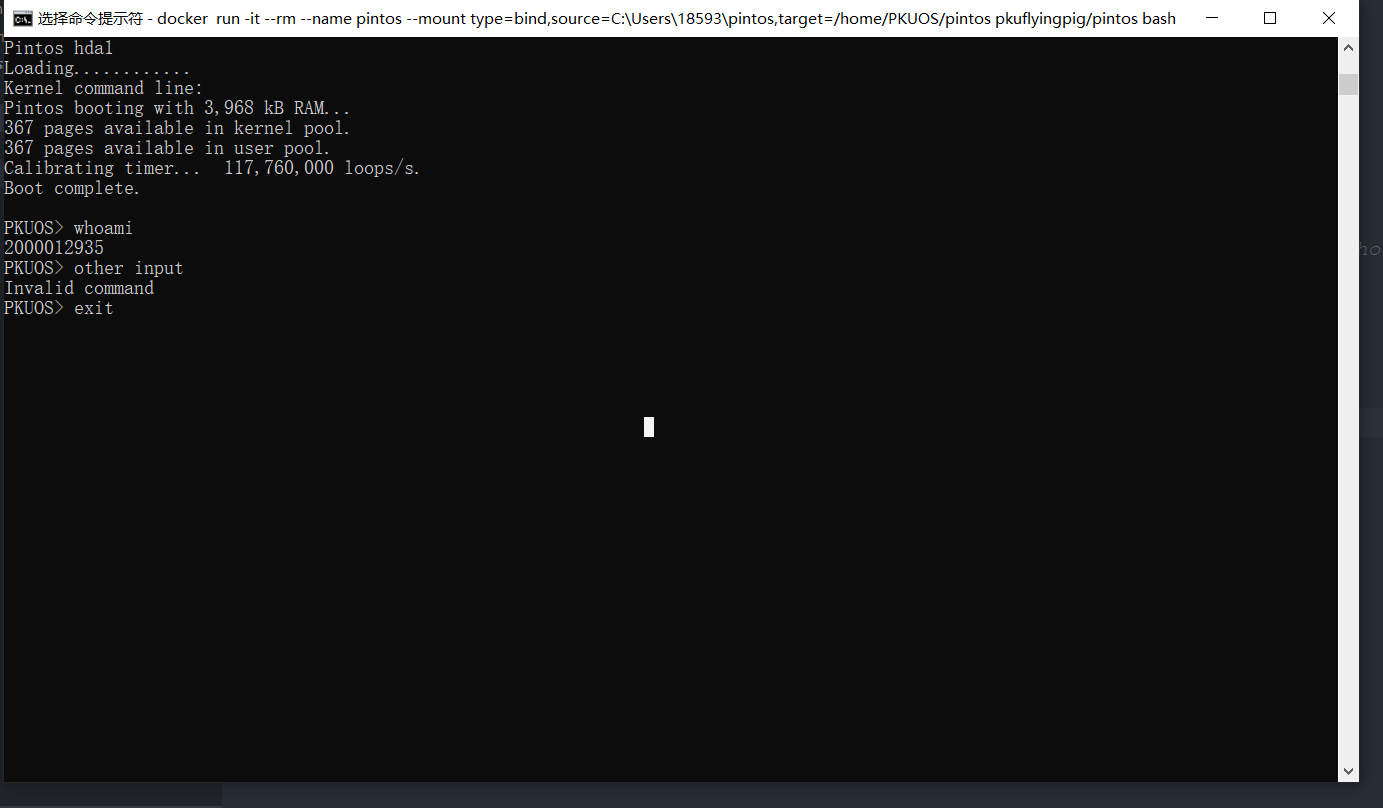 选择命令提示符 - docker  run -it --rm --name pintos --mount type=bind,source=C:\Users\18593\pintos,target=/home/PKUOS/pintos pkuflyingpig/pintos bash
Pintos hda1
Loading............
Kernel command line:
Pintos booting with 3,968 kB RAM...
367 pages available in kernel pool.
367 pages available in user pool.
Calibrating timer...  117,760,000 loops/s.
Boot complete.
PKUOS> whoami
2000012935
PKUOS> other input
Invalid command
PKUOS> exit
ho